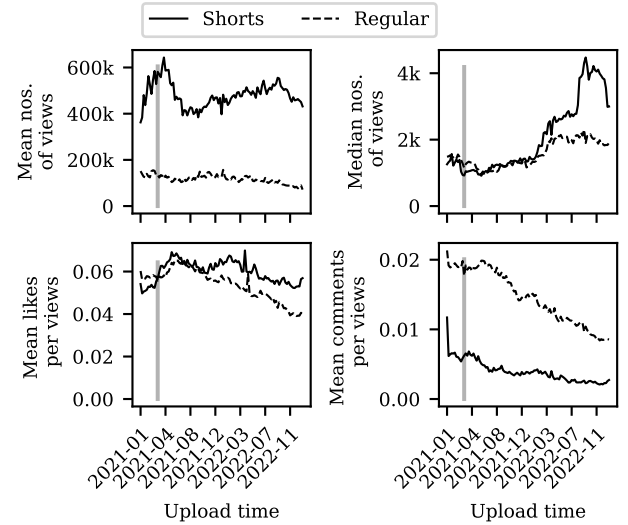 Shorts Regular
Mean nos.
of views
600k
400k
200k
0
Median nos.
of views
4k
2k
0
Mean likes
per views
0.06
0.04
0.02
0.00
2021-01
2021-04
2021-08
2021-12
2022-03
2022-07
2022-11
Upload time
Mean comments
per views
0.02
0.01
0.00
2021-01
2021-04
2021-08
2021-12
2022-03
2022-07
2022-11
Upload time